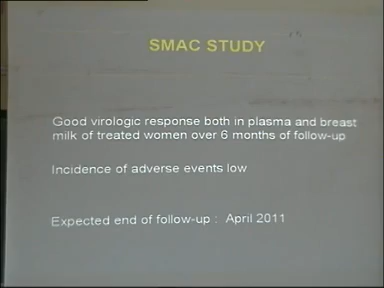 SMAC STUDY
Good virologic response both in plasma and breast
milk of treated women over 6 months of follow-up
Incidence of adverse events low
Expected end of follow-up : April 2011